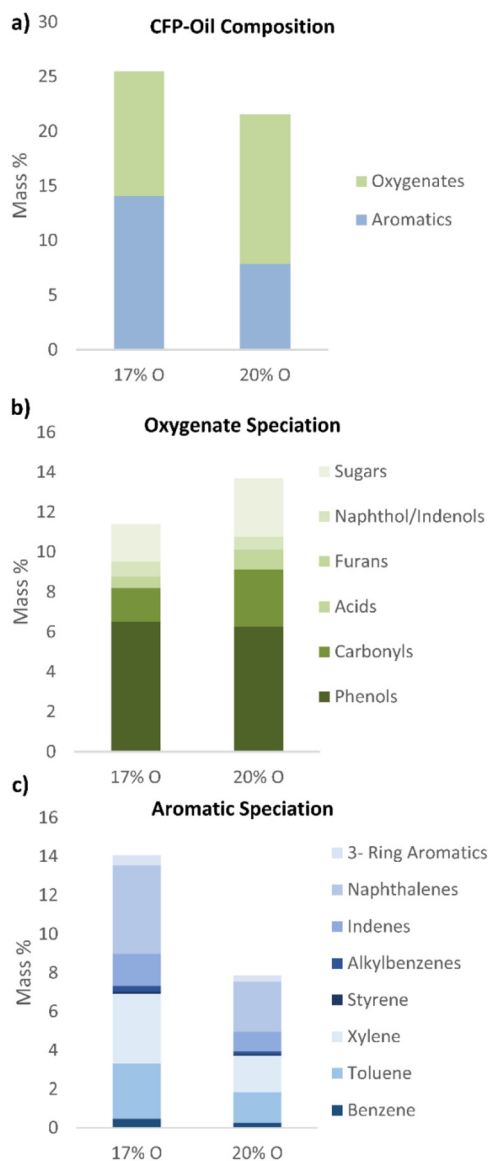 a)
CFP-Oil Composition
30
25
20
15
10
5
0
Mass %
17% O
20% O
Oxygenates
Aromatics
b)
Oxygenate Speciation
16
14
12
10
8
6
4
2
0
Mass %
17% O
20% O
Sugars
Naphthol/Indenols
Furans
Acids
Carbonyls
Phenols
c)
Aromatic Speciation
16
14
12
10
8
6
4
2
0
Mass %
17% O
20% O
3- Ring Aromatics
Naphthalenes
Indenes
Alkylbenzenes
Styrene
Xylene
Toluene
Benzene